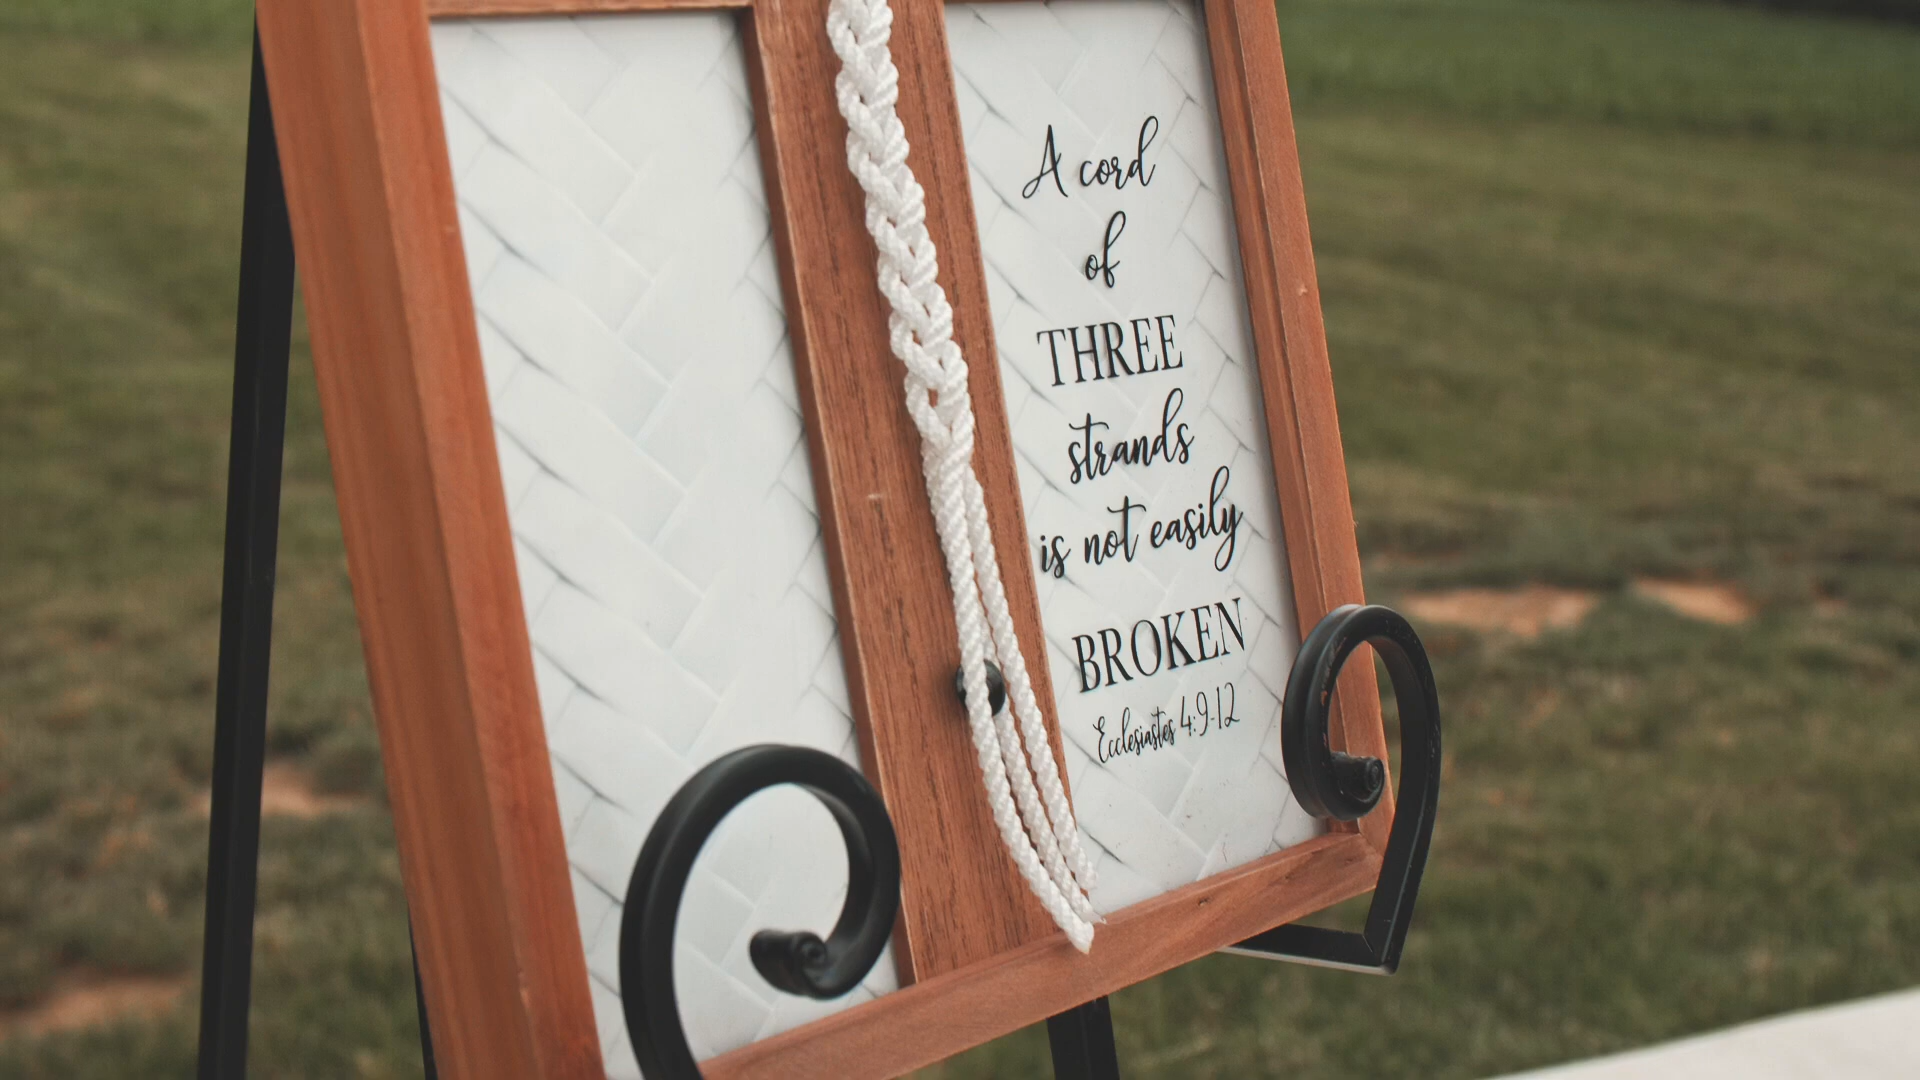 A cord
of
THREE
strands
is not easily
BROKEN
Ecclesiastes 4:9-12